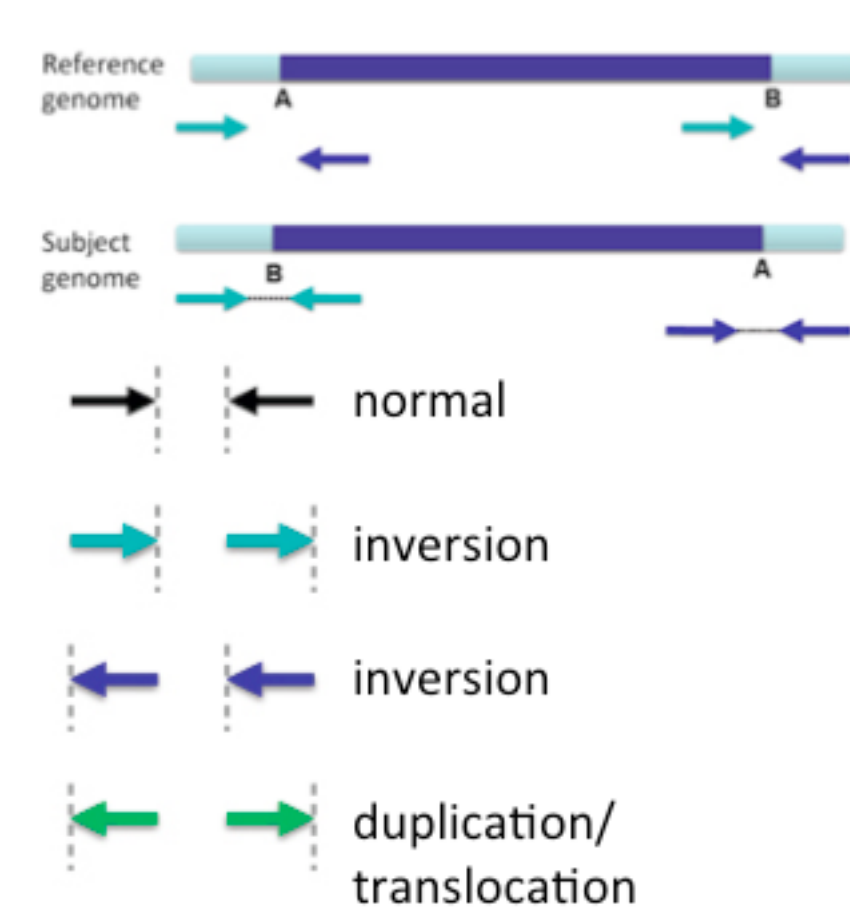 Reference
genome
A
B
Subject
genome
B
A
normal
inversion
inversion
duplication/
translocation